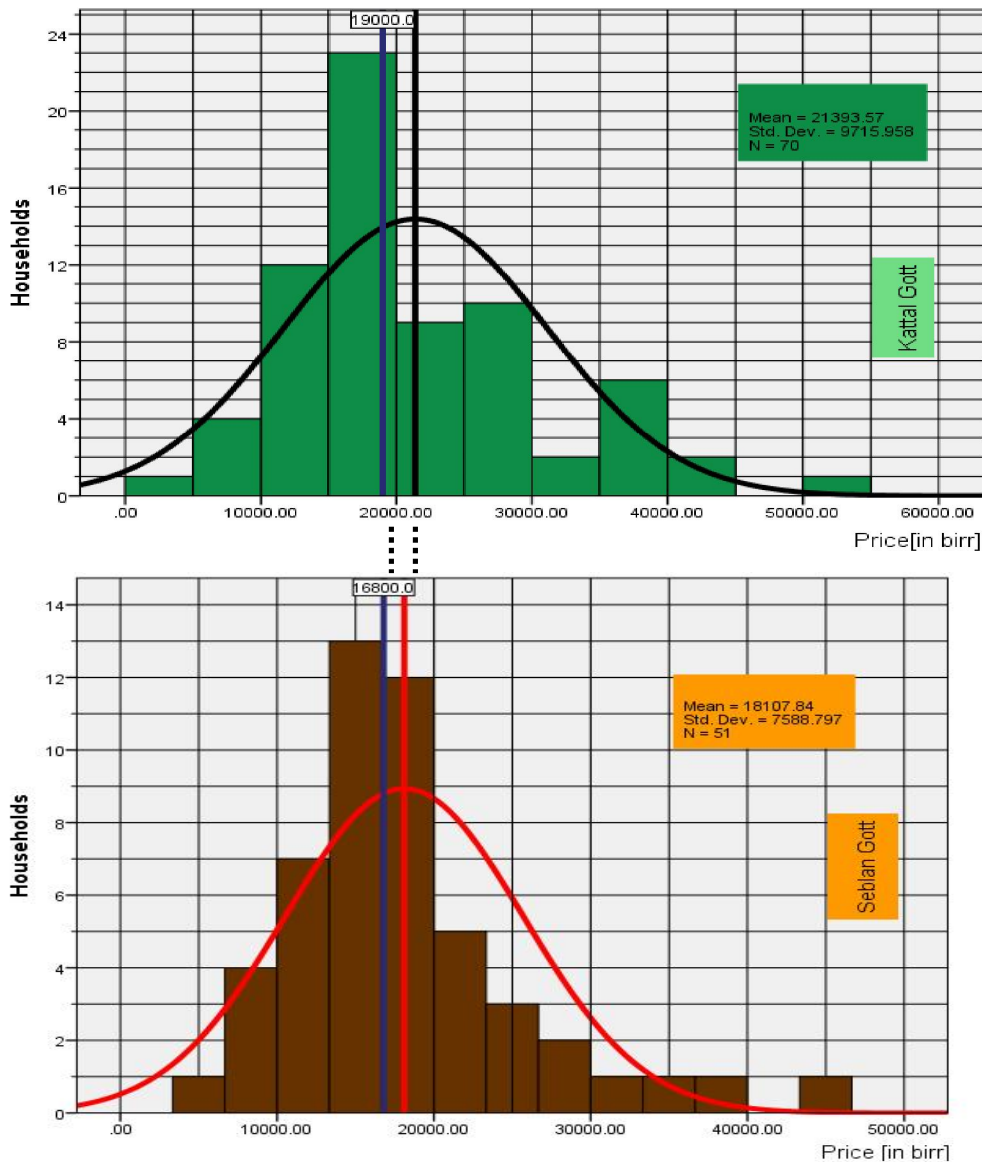 19000.0
24
20
16
12
8
4
0
Households
Mean = 21393.57
Std. Dev. = 9715.958
N = 70
Kattal Gott
.00 10000.00 20000.00 30000.00 40000.00 50000.00 60000.00
Price[in birr]
16800.0
14
12
10
8
6
4
2
0
Households
Mean = 18107.84
Std. Dev. = 7588.797
N = 51
Seblan Gott
.00 10000.00 20000.00 30000.00 40000.00 50000.00
Price [in birr]